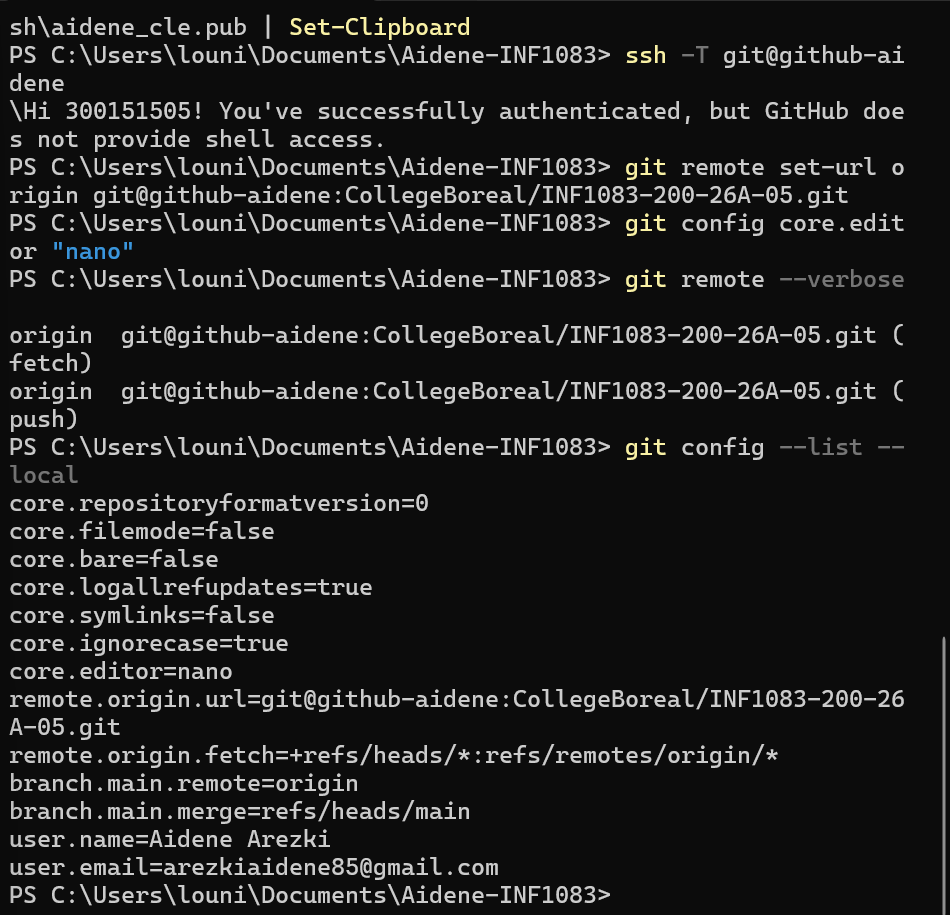 sh\aidene_cle.pub | Set-Clipboard
PS C:\Users\louni\Documents\Aidene-INF1083> ssh -T git@github-ai
dene
\Hi 300151505! You've successfully authenticated, but GitHub doe
s not provide shell access.
PS C:\Users\louni\Documents\Aidene-INF1083> git remote set-url o
rigin git@github-aidene:CollegeBoreal/INF1083-200-26A-05.git
PS C:\Users\louni\Documents\Aidene-INF1083> git config core.edit
or "nano"
PS C:\Users\louni\Documents\Aidene-INF1083> git remote --verbose
origin  git@github-aidene:CollegeBoreal/INF1083-200-26A-05.git (
fetch)
origin  git@github-aidene:CollegeBoreal/INF1083-200-26A-05.git (
push)
PS C:\Users\louni\Documents\Aidene-INF1083> git config --list --
local
core.repositoryformatversion=0
core.filemode=false
core.bare=false
core.logallrefupdates=true
core.symlinks=false
core.ignorecase=true
core.editor=nano
remote.origin.url=git@github-aidene:CollegeBoreal/INF1083-200-26
A-05.git
remote.origin.fetch=+refs/heads/*:refs/remotes/origin/*
branch.main.remote=origin
branch.main.merge=refs/heads/main
user.name=Aidene Arezki
user.email=arezkiaidene85@gmail.com
PS C:\Users\louni\Documents\Aidene-INF1083>